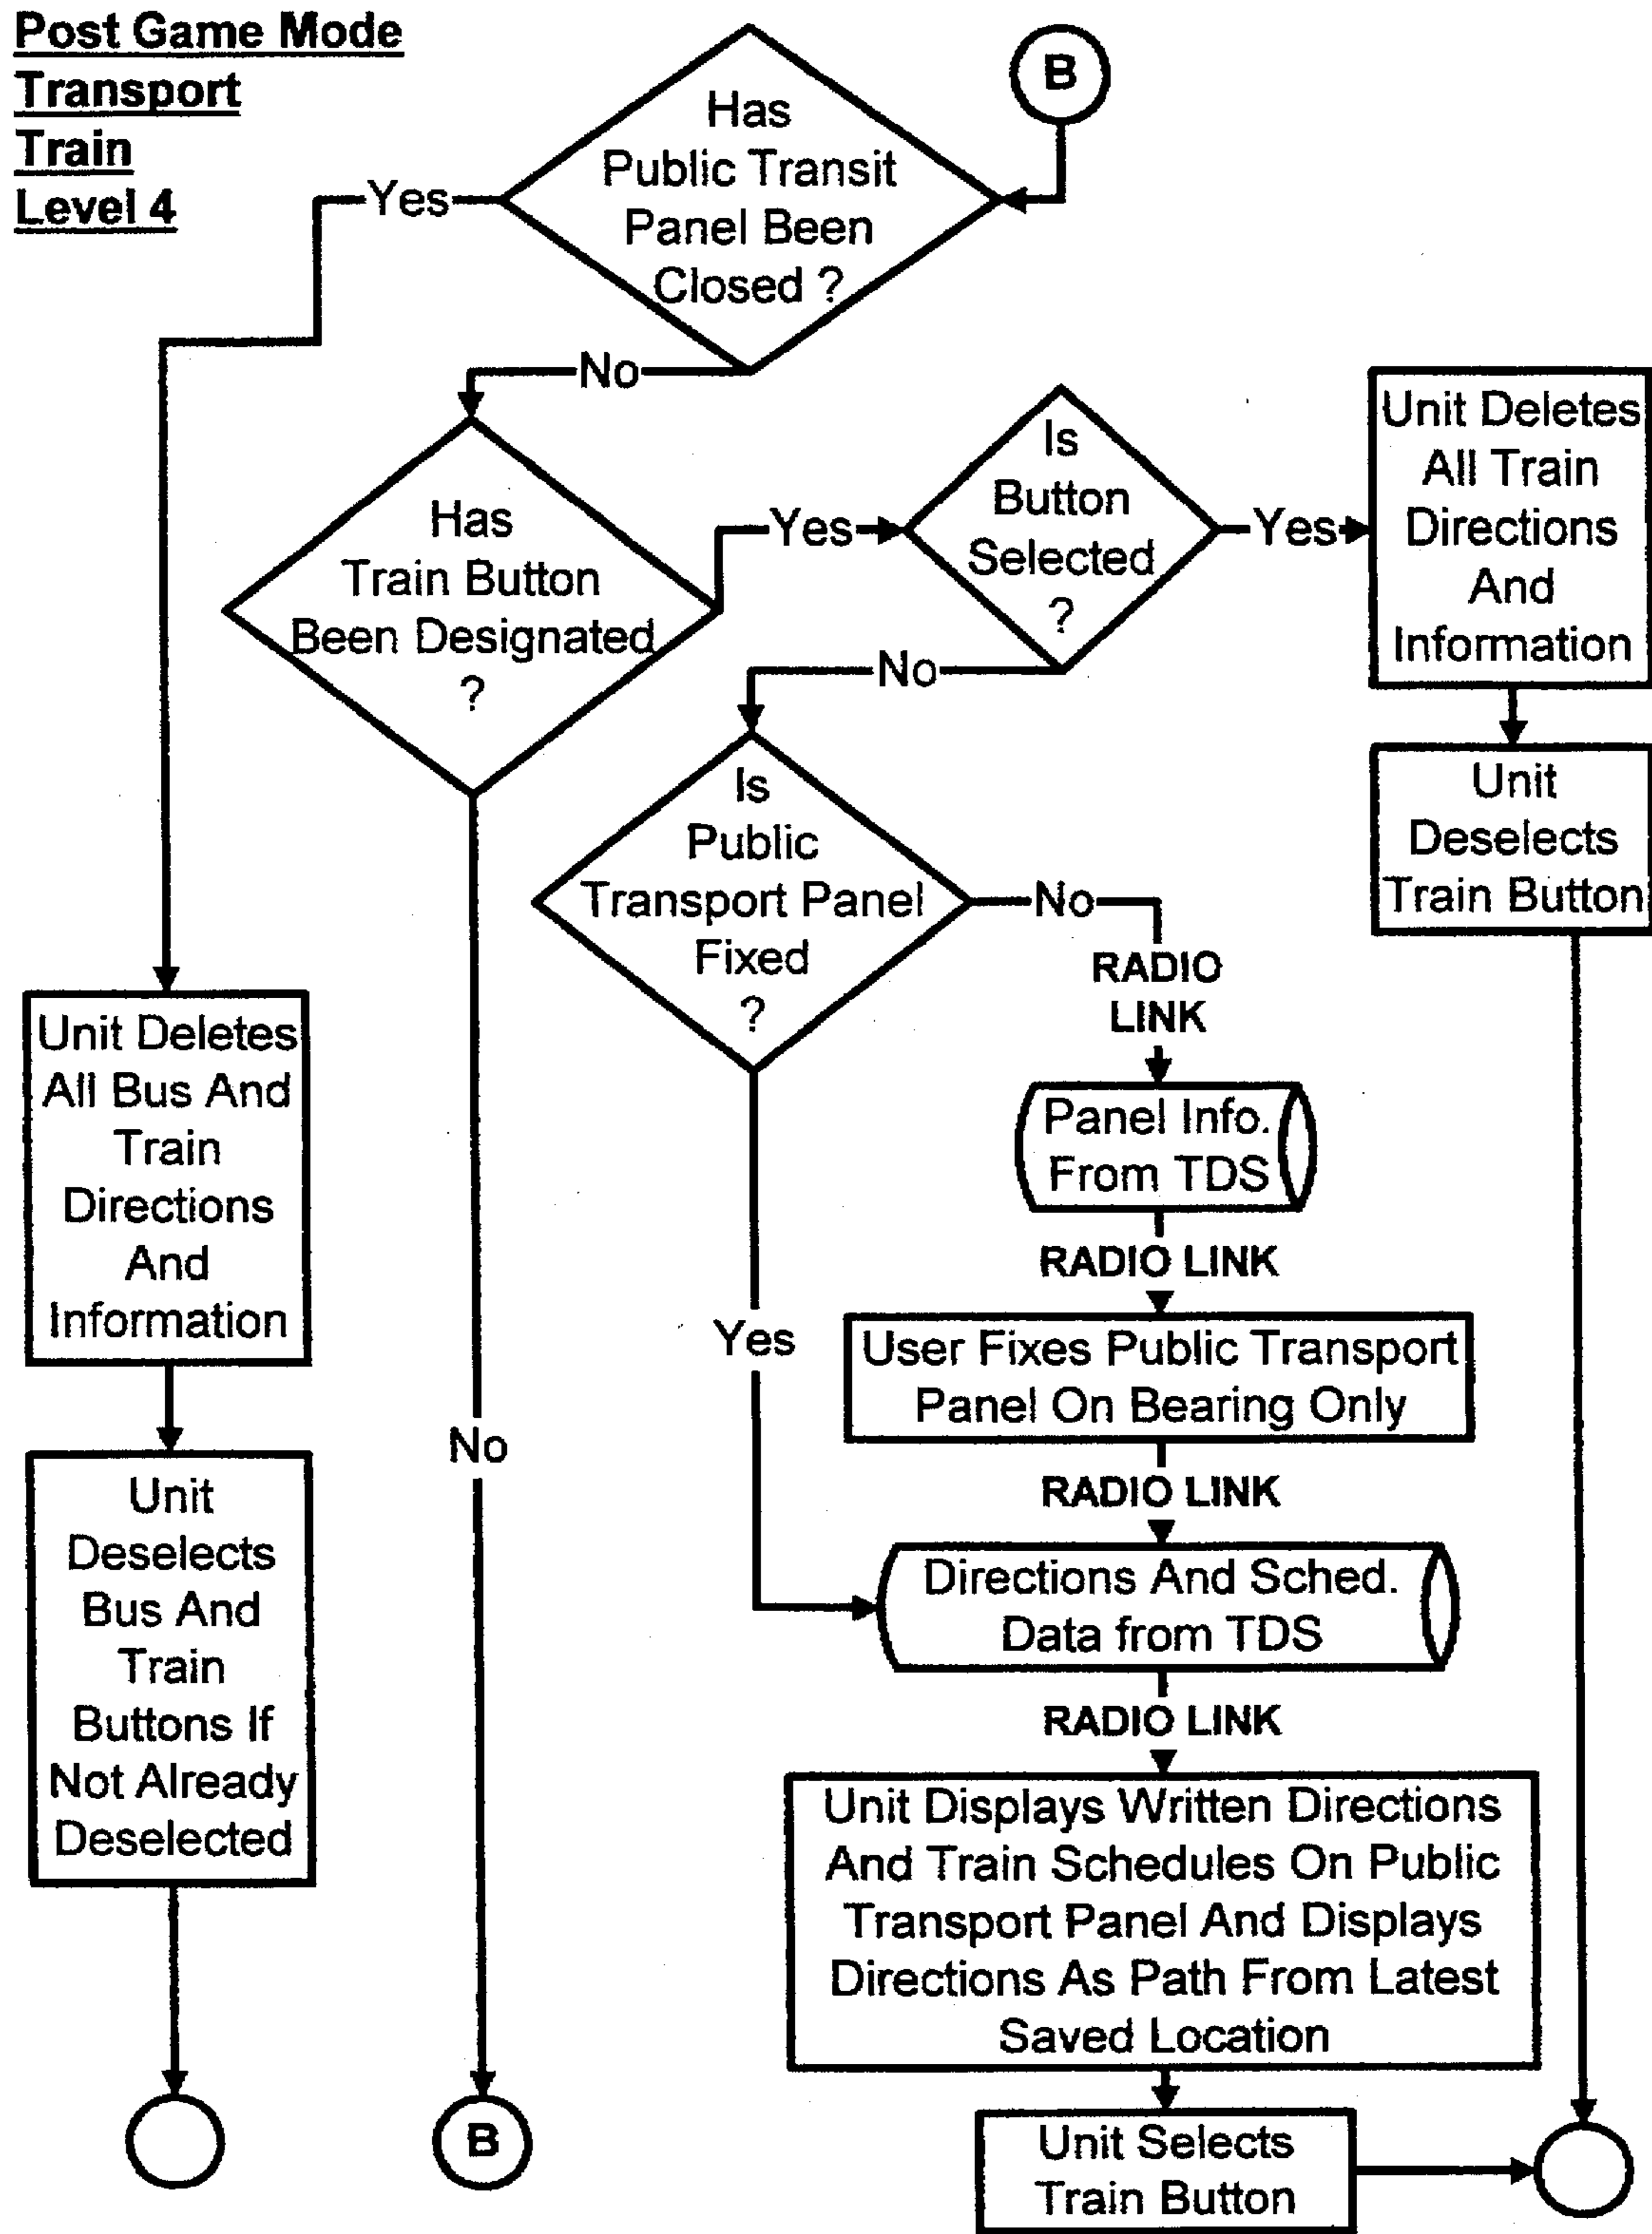 Post Game Mode
Transport
Train
Level 4
B
Has
Public Transit
Panel Been
Closed ?
Yes
No
Has
Train Button
Been Designated
?
Yes
Is
Button
Selected
?
Yes
Unit Deletes
All Train
Directions
And
Information
No
Unit
Deselects
Train Button
Is
Public
Transport Panel
Fixed
?
No
RADIO
LINK
Unit Deletes
All Bus And
Train
Directions
And
Information
Panel Info.
From TDS
RADIO LINK
Yes
User Fixes Public Transport
Panel On Bearing Only
No
RADIO LINK
Unit
Deselects
Bus And
Train
Buttons If
Not Already
Deselected
Directions And Sched.
Data from TDS
RADIO LINK
Unit Displays Written Directions
And Train Schedules On Public
Transport Panel And Displays
Directions As Path From Latest
Saved Location
B
Unit Selects
Train Button